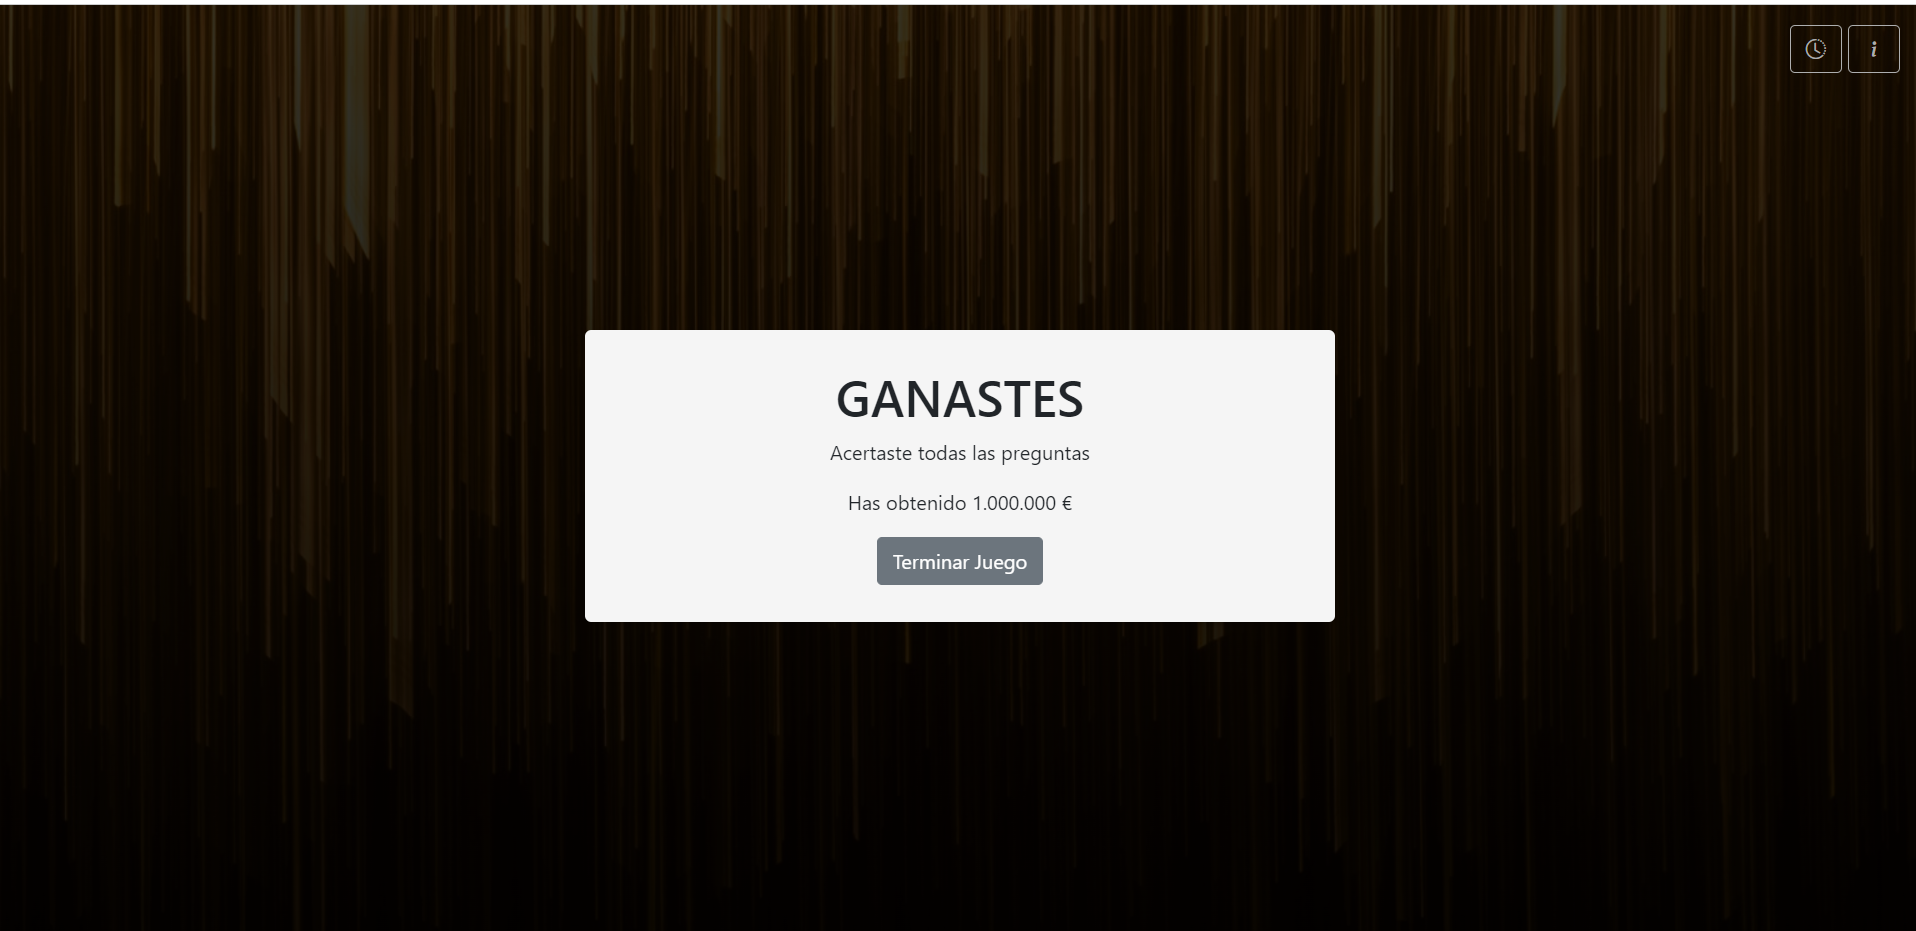 i
GANASTES
Acertaste todas las preguntas
Has obtenido 1.000.000 €
Terminar Juego